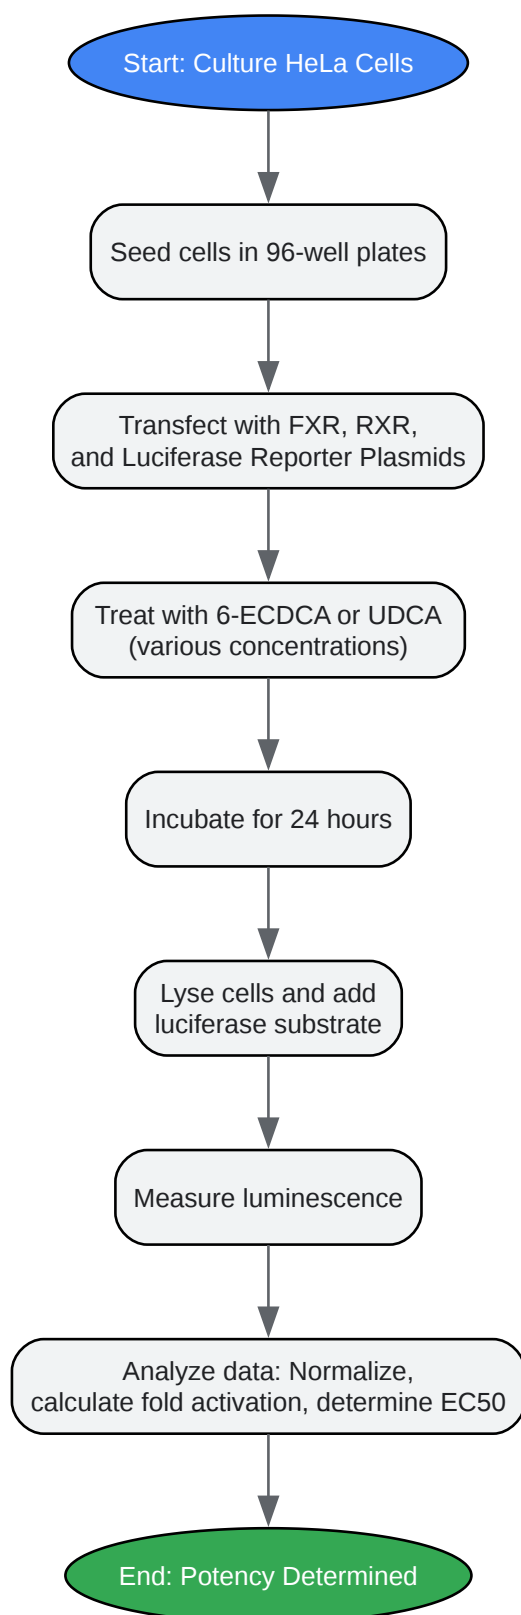 Start: Culture HeLa Cells
Seed cells in 96-well plates
Transfect with FXR, RXR,
and Luciferase Reporter Plasmids
Treat with 6-ECDCA or UDCA
(various concentrations)
Incubate for 24 hours
Lyse cells and add
luciferase substrate
Measure luminescence
Analyze data: Normalize,
calculate fold activation, determine EC50
End: Potency Determined